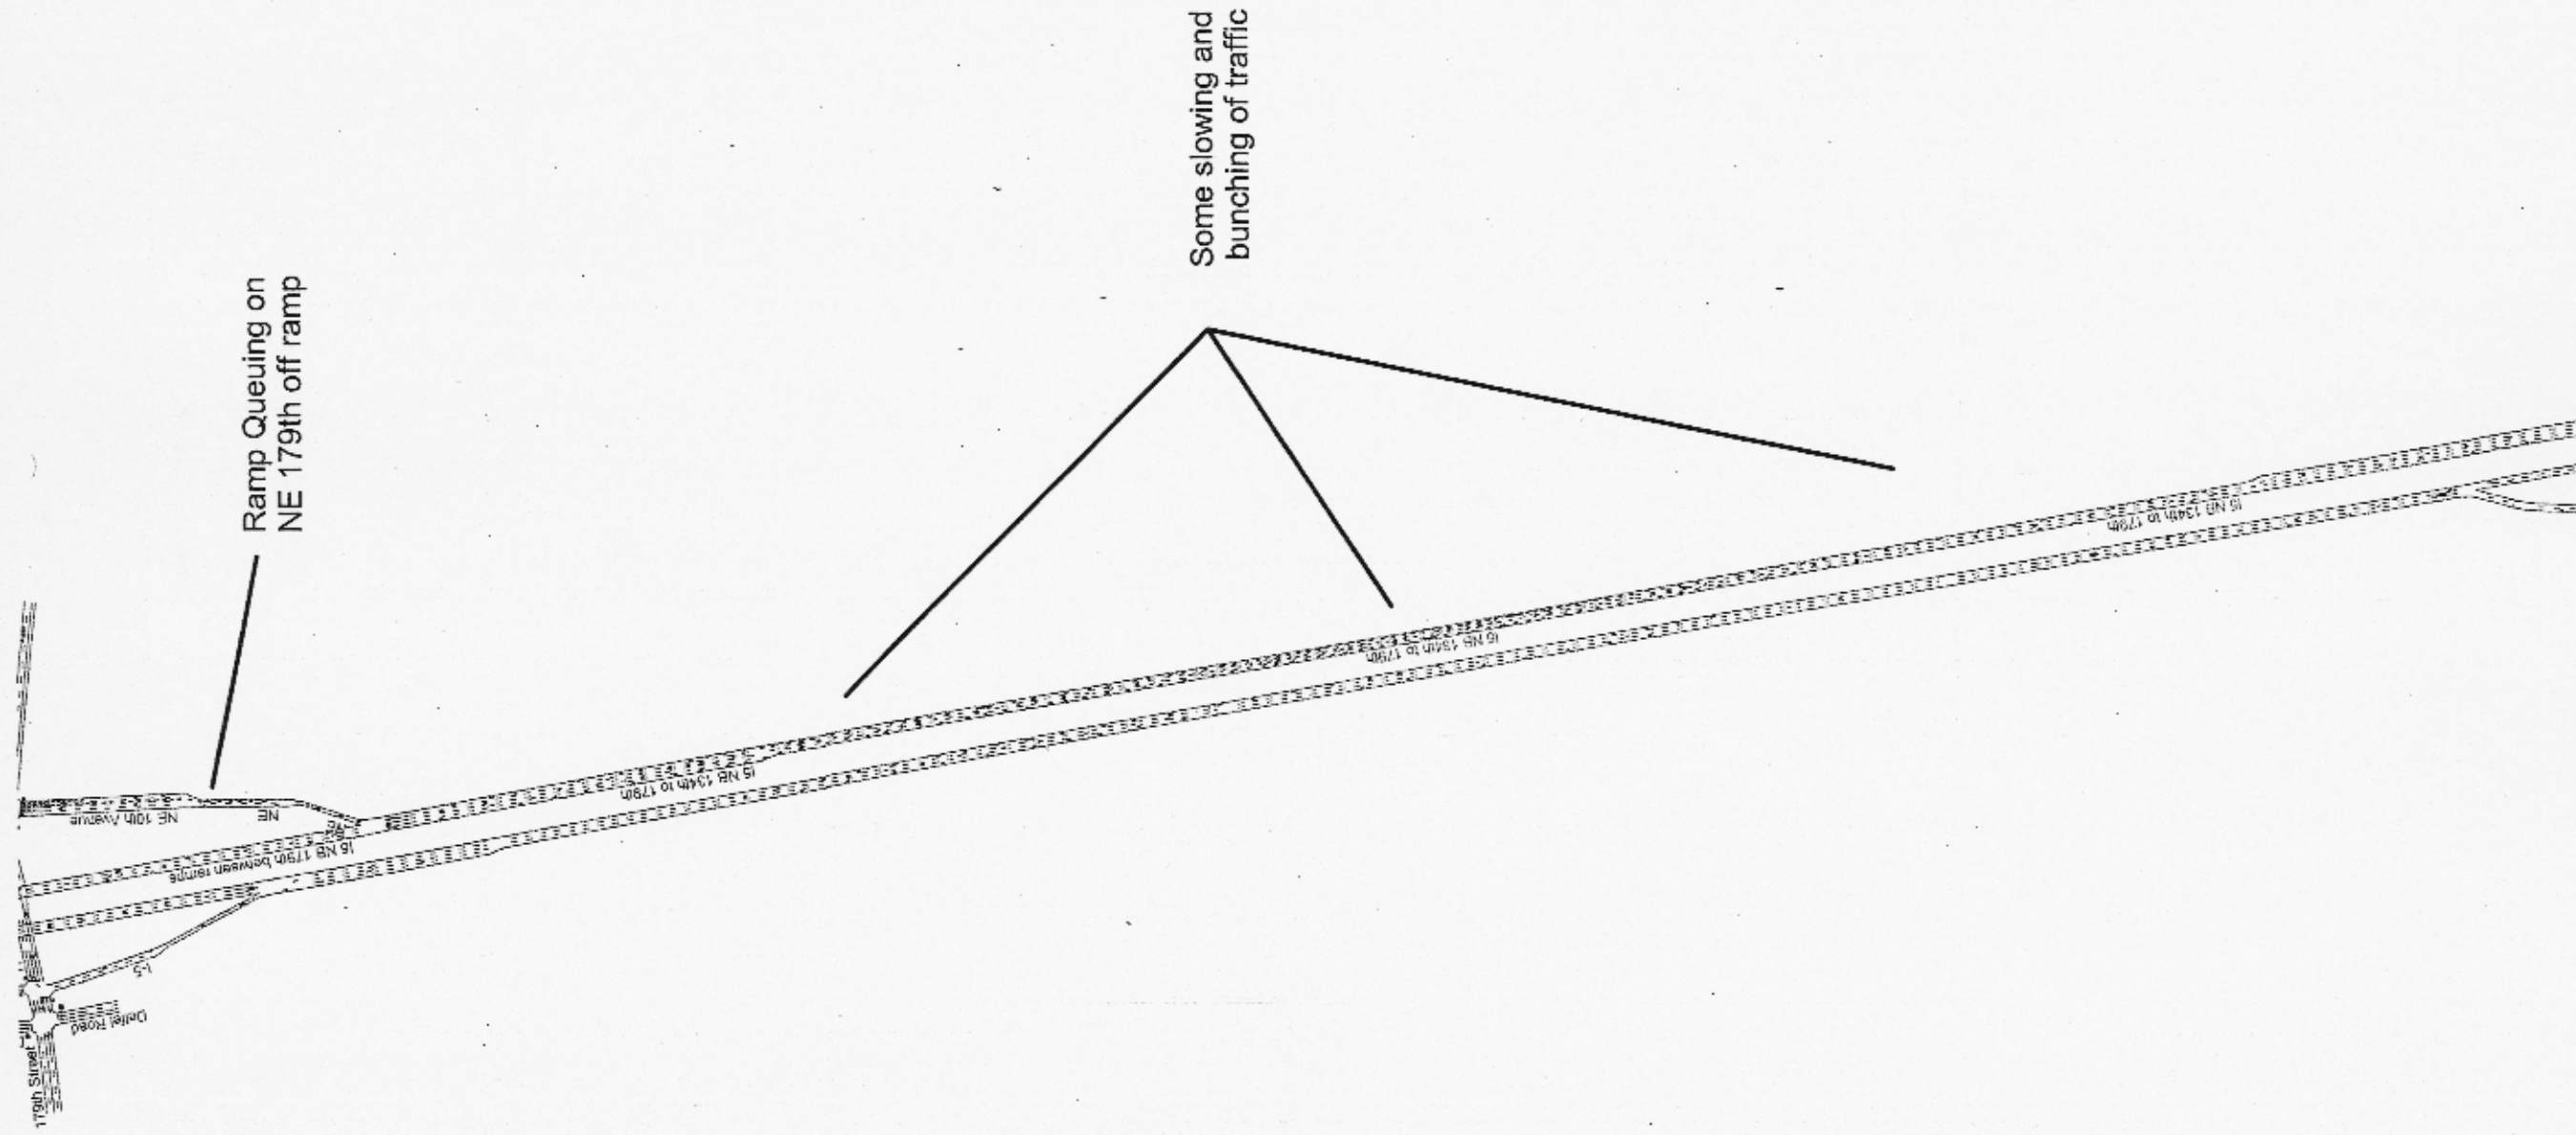 Ramp Queuing on
NE 179th off ramp
Some slowing and
bunching of traffic
NE 10th Avenue
NE
I5 NB 179th between ramps
I5 NB 134th to 179th
I5 NB 134th to 179th
I5 NB 134th to 179th
I-5
Delfel Road
179th Street